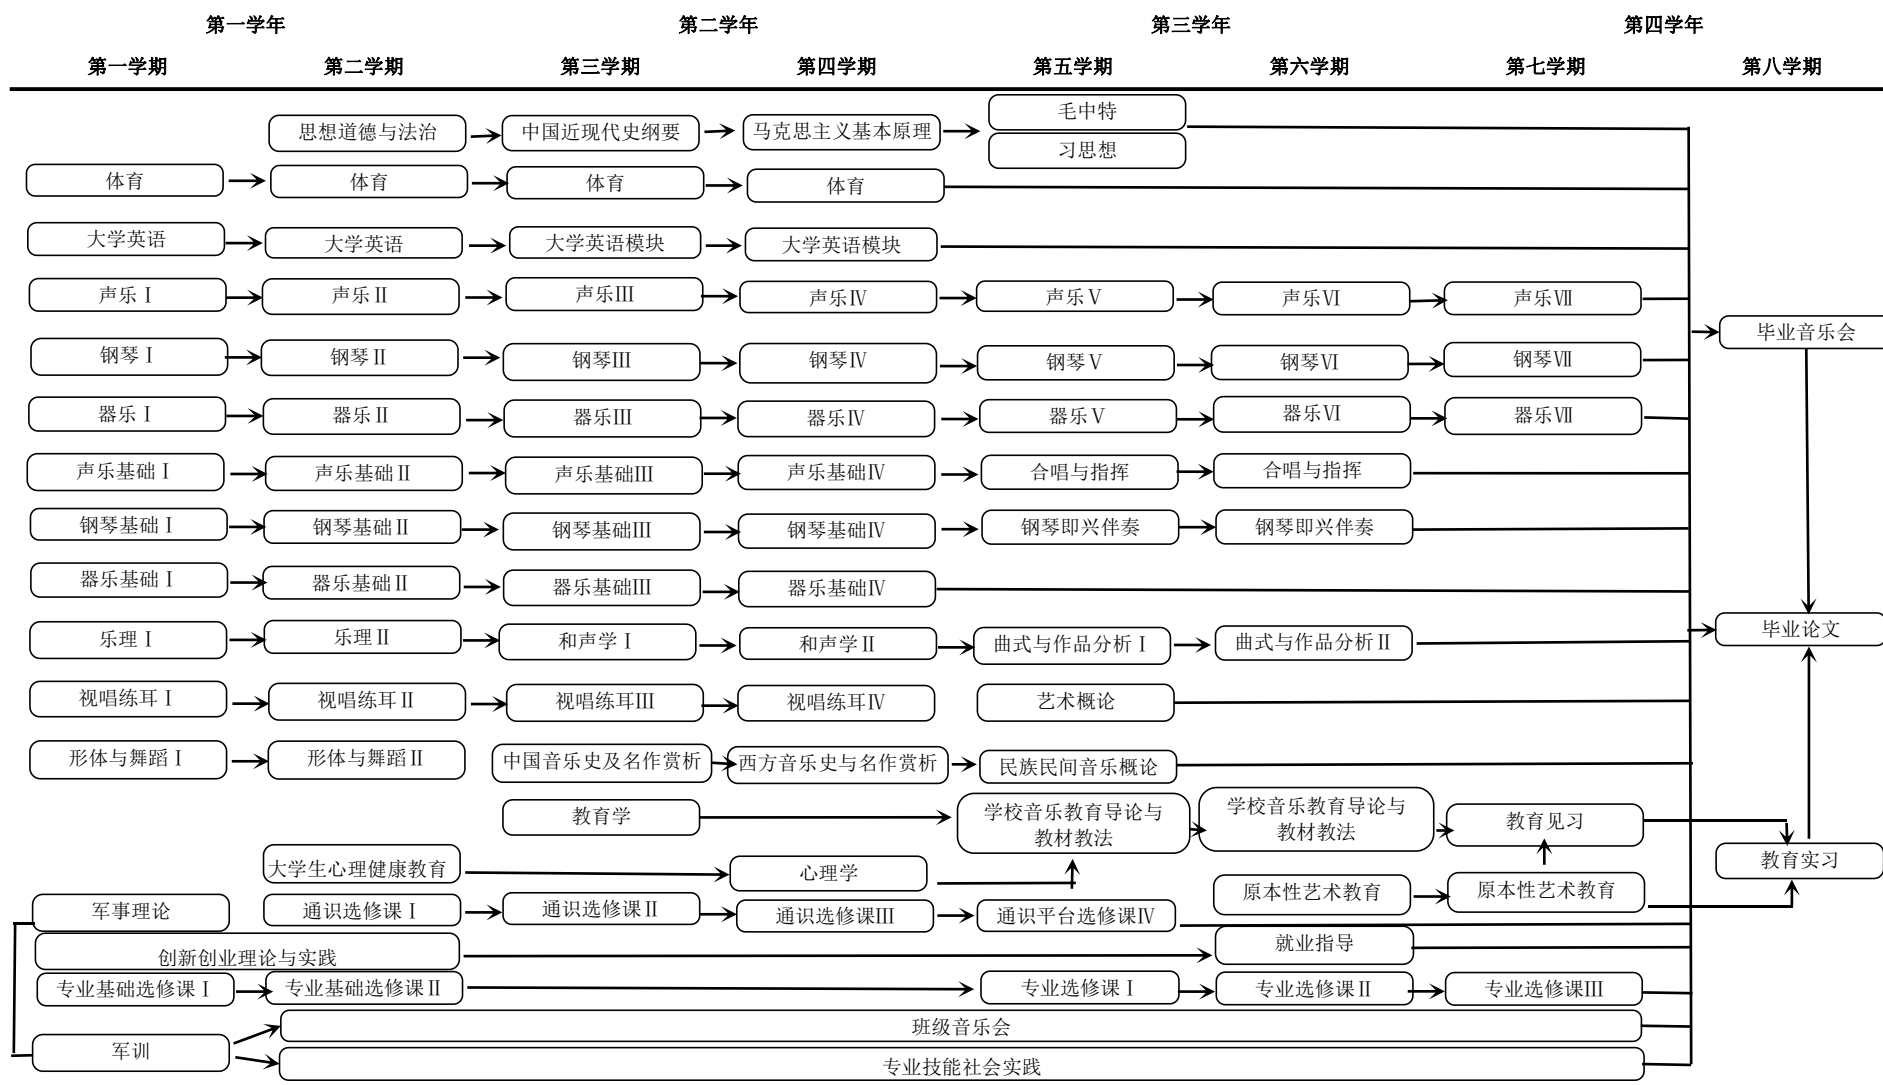 第一学年
第二学年
第三学年
第四学年
第一学期
第二学期
第三学期
第四学期
第五学期
第六学期
第七学期
第八学期
思想道德与法治
中国近现代史纲要
马克思主义基本原理
毛中特
习思想
体育
体育
体育
体育
大学英语
大学英语
大学英语模块
大学英语模块
声乐Ⅰ
声乐Ⅱ
声乐Ⅲ
声乐Ⅳ
声乐Ⅴ
声乐Ⅵ
声乐Ⅶ
毕业音乐会
钢琴Ⅰ
钢琴Ⅱ
钢琴Ⅲ
钢琴Ⅳ
钢琴Ⅴ
钢琴Ⅵ
钢琴Ⅶ
器乐Ⅰ
器乐Ⅱ
器乐Ⅲ
器乐Ⅳ
器乐Ⅴ
器乐Ⅵ
器乐Ⅶ
声乐基础Ⅰ
声乐基础Ⅱ
声乐基础Ⅲ
声乐基础Ⅳ
合唱与指挥
合唱与指挥
钢琴基础Ⅰ
钢琴基础Ⅱ
钢琴基础Ⅲ
钢琴基础Ⅳ
钢琴即兴伴奏
钢琴即兴伴奏
器乐基础Ⅰ
器乐基础Ⅱ
器乐基础Ⅲ
器乐基础Ⅳ
乐理Ⅰ
乐理Ⅱ
和声学Ⅰ
和声学Ⅱ
曲式与作品分析Ⅰ
曲式与作品分析Ⅱ
毕业论文
视唱练耳Ⅰ
视唱练耳Ⅱ
视唱练耳Ⅲ
视唱练耳Ⅳ
艺术概论
形体与舞蹈Ⅰ
形体与舞蹈Ⅱ
中国音乐史及名作赏析
西方音乐史与名作赏析
民族民间音乐概论
教育学
学校音乐教育导论与
教材教法
学校音乐教育导论与
教材教法
教育见习
大学生心理健康教育
心理学
教育实习
原本性艺术教育
原本性艺术教育
军事理论
通识选修课Ⅰ
通识选修课Ⅱ
通识选修课Ⅲ
通识平台选修课Ⅳ
创新创业理论与实践
就业指导
专业基础选修课Ⅰ
专业基础选修课Ⅱ
专业选修课Ⅰ
专业选修课Ⅱ
专业选修课Ⅲ
班级音乐会
军训
专业技能社会实践